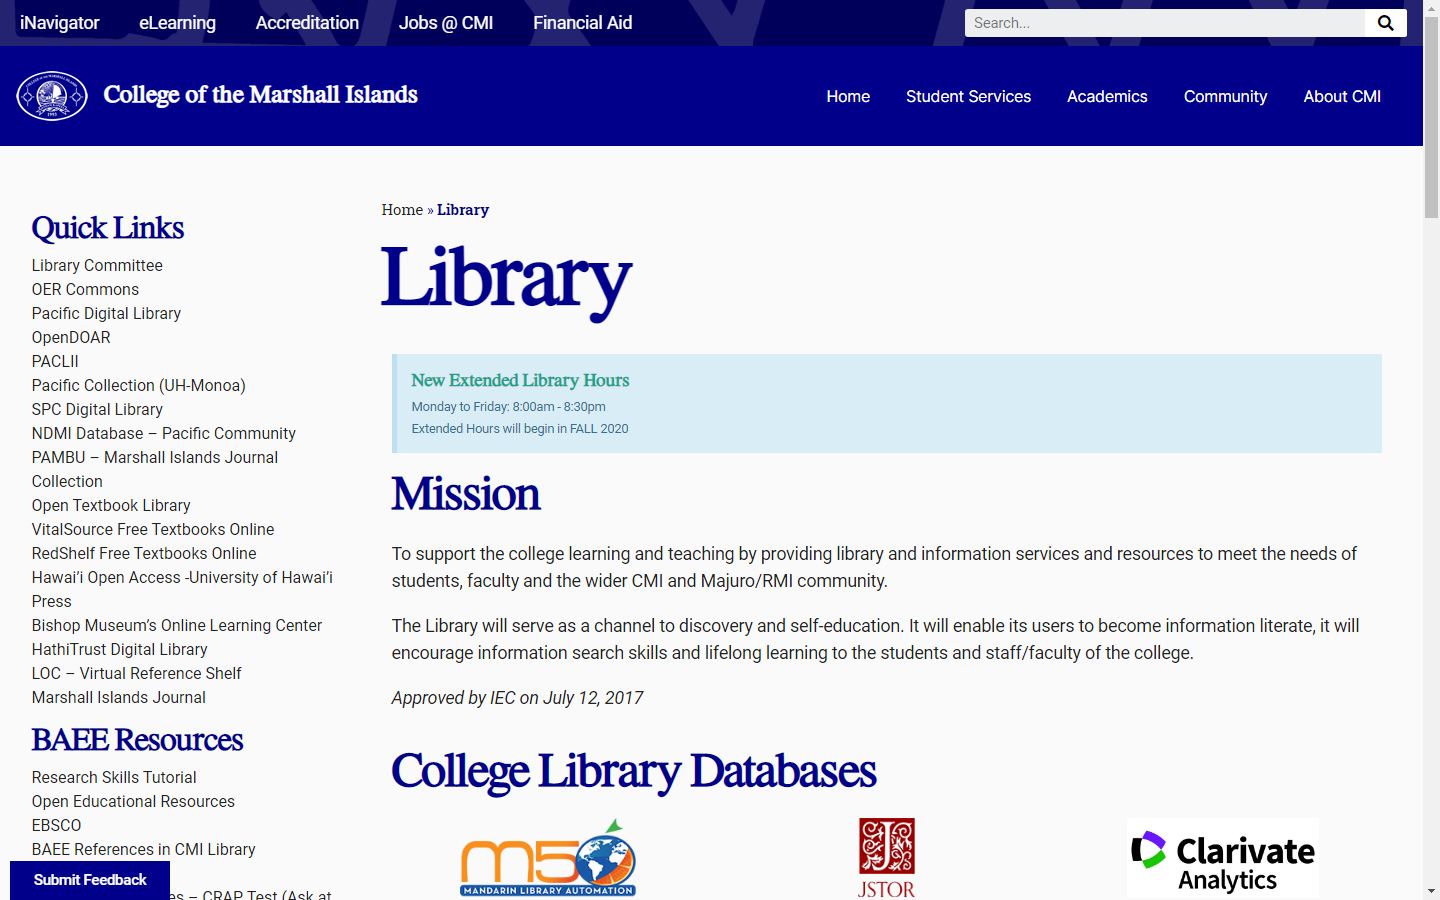 iNavigator
eLearning
Accreditation
Jobs @ CMI
Financial Aid
Search...
College of the Marshall Islands
Home
Student Services
Academics
Community
About CMI
Quick Links
Library Committee
OER Commons
Pacific Digital Library
OpenDOAR
PACLII
Pacific Collection (UH-Monoa)
SPC Digital Library
NDMI Database – Pacific Community
PAMBU – Marshall Islands Journal
Collection
Open Textbook Library
VitalSource Free Textbooks Online
RedShelf Free Textbooks Online
Hawai’i Open Access -University of Hawai’i
Press
Bishop Museum’s Online Learning Center
HathiTrust Digital Library
LOC – Virtual Reference Shelf
Marshall Islands Journal
BAEE Resources
Research Skills Tutorial
Open Educational Resources
EBSCO
BAEE References in CMI Library
– CRAP Test (Ask at
Submit Feedback
Home » Library
Library
New Extended Library Hours
Monday to Friday: 8:00am - 8:30pm
Extended Hours will begin in FALL 2020
Mission
To support the college learning and teaching by providing library and information services and resources to meet the needs of
students, faculty and the wider CMI and Majuro/RMI community.
The Library will serve as a channel to discovery and self-education. It will enable its users to become information literate, it will
encourage information search skills and lifelong learning to the students and staff/faculty of the college.
Approved by IEC on July 12, 2017
College Library Databases
M50
MANDARIN LIBRARY AUTOMATION
J
JSTOR
Clarivate
Analytics